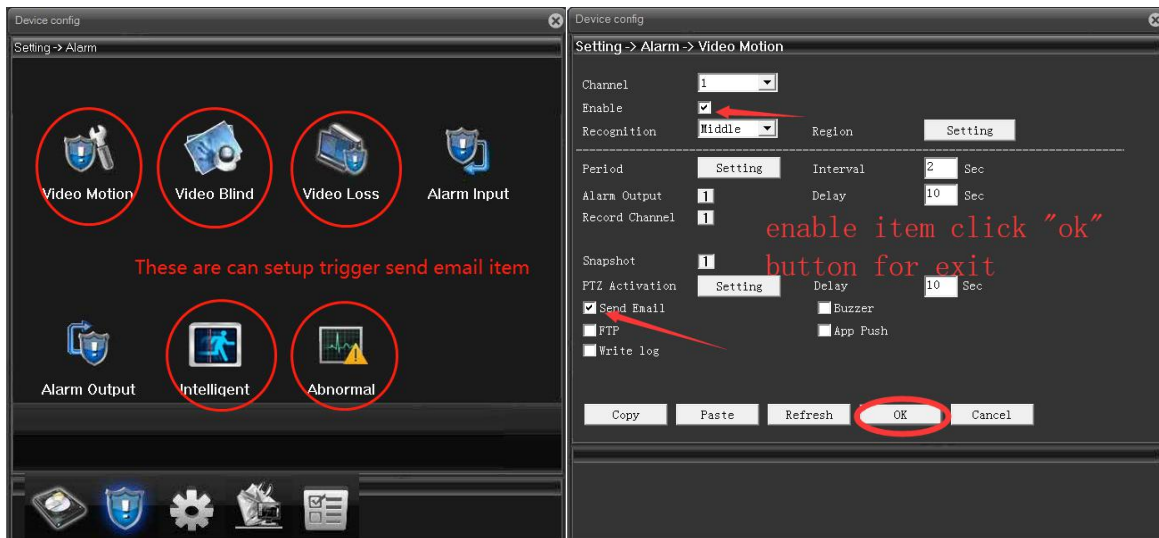 Device config
Setting -> Alarm
Video Motion
Video Blind
Video Loss
Alarm Input
These are can setup trigger send email item
Alarm Output
Intelligent
Abnormal
Device config
Setting -> Alarm -> Video Motion
Channel 1
Enable
Recognition Middle Region Setting
Period Setting Interval 2 Sec
Alarm Output 1 Delay 10 Sec
Record Channel 1
enable item click "ok"
button for exit
Snapshot 1
PTZ Activation Setting Delay 10 Sec
Send Email Buzzer
FTP App Push
Write log
Copy Paste Refresh OK Cancel